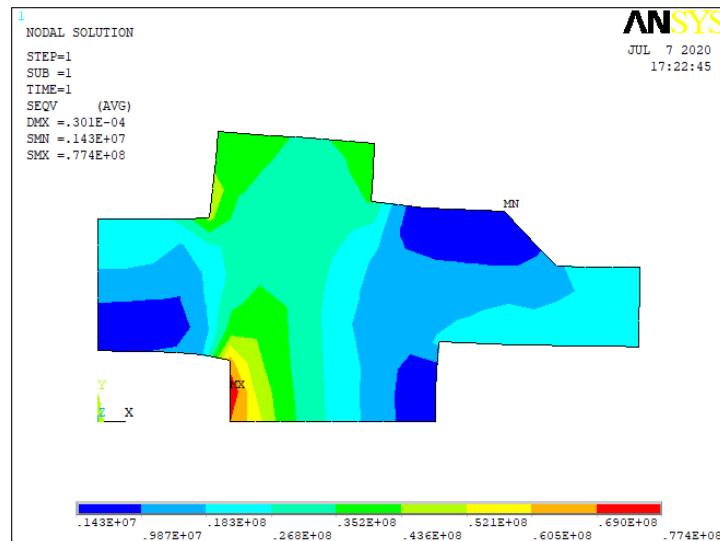 1
NODAL SOLUTION
STEP=1
SUB =1
TIME=1
SEQV (AVG)
DMX =.301E-04
SMN =.143E+07
SMX =.774E+08
ANSYS
JUL 7 2020
17:22:45
MN
MX
Y
Z X
.143E+07 .183E+08 .352E+08 .521E+08 .690E+08
.987E+07 .268E+08 .436E+08 .605E+08 .774E+08